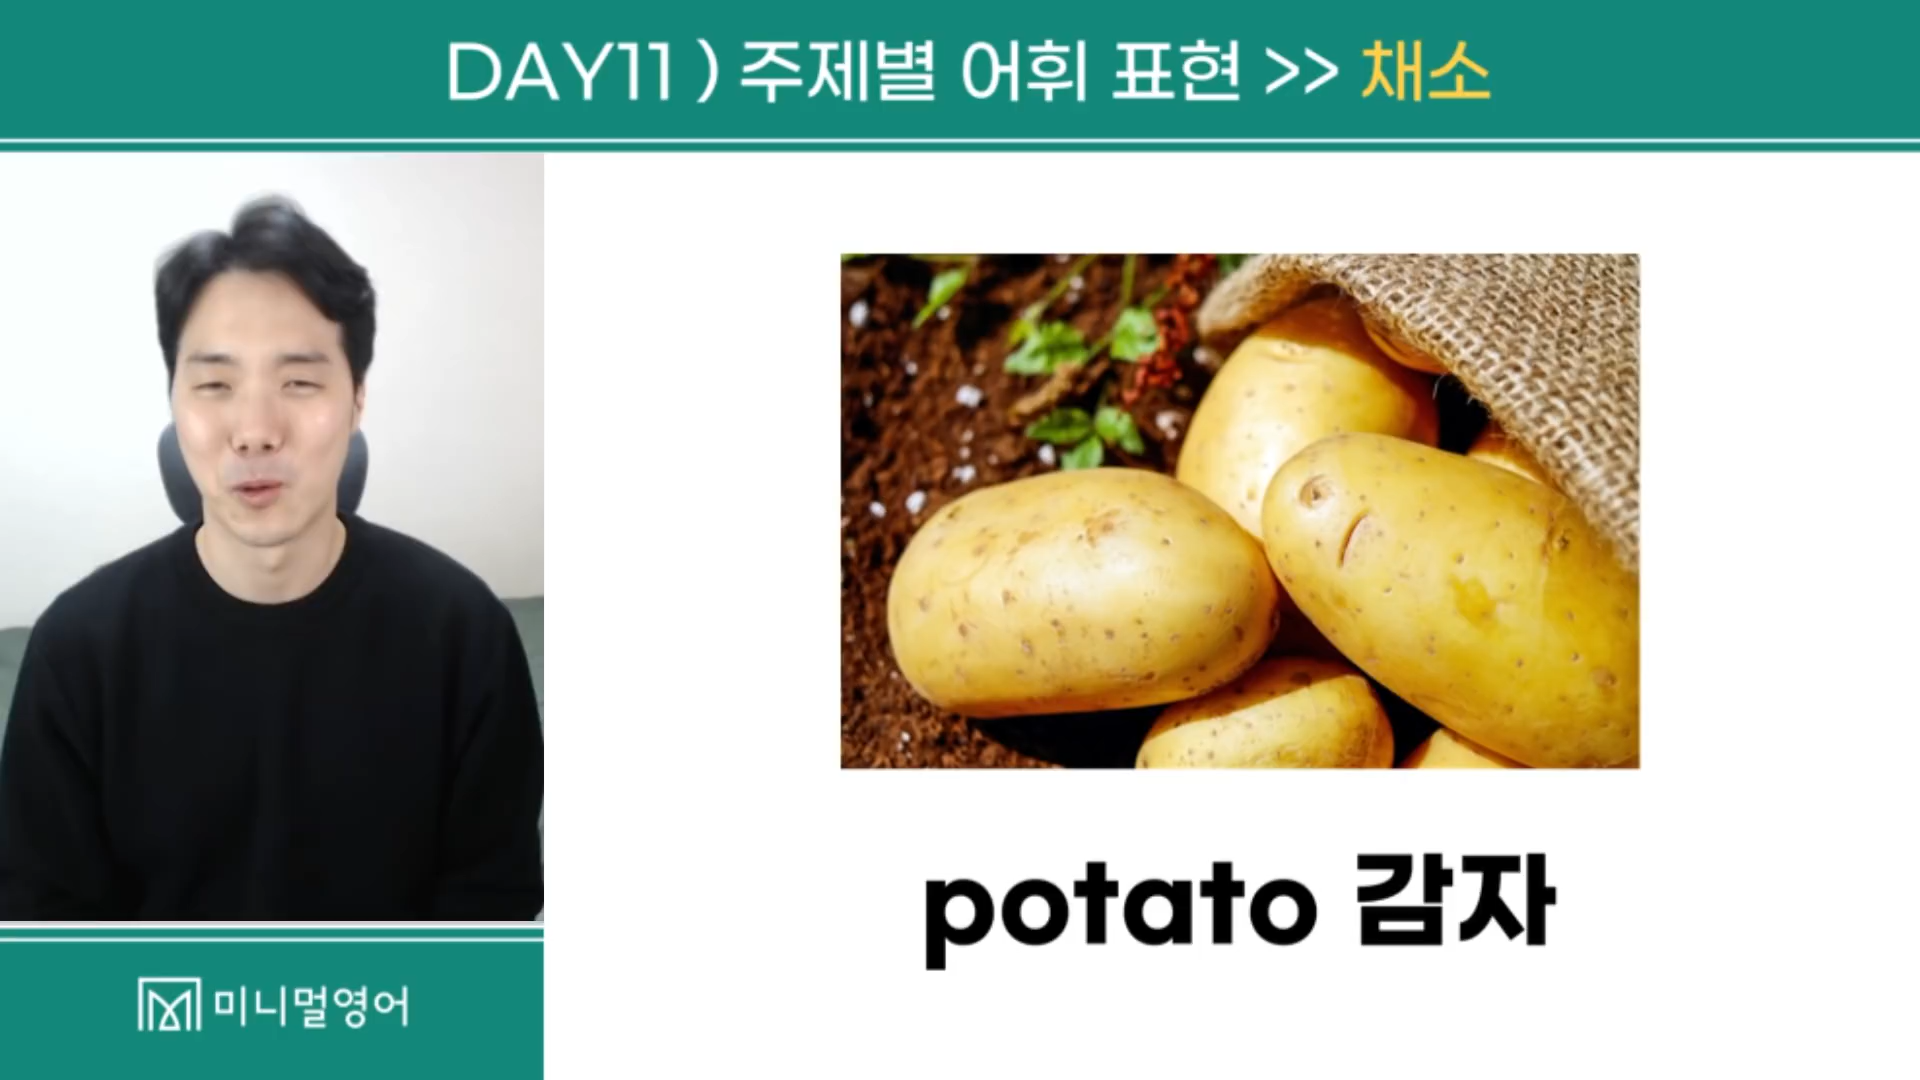 DAY11 ) 주제별 어휘 표현 >> 채소
potato 감자
미니멀영어